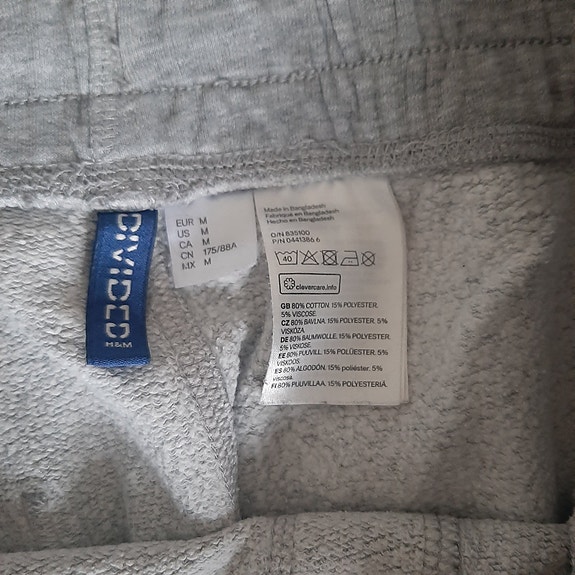 DIVIDED
H&M
EUR M
US M
CA M
CN 175/88A
MX M
Made in Bangladesh
Fabriqué en Bangladesh
Hecho en Bangladesh
O/N 835100
P/N 0441386.6
40
clevercare.info
GB 80% COTTON. 15% POLYESTER.
5% VISCOSE
CZ 80% BAVLNA. 15% POLYESTER. 5%
VISKÓZA
DE 80% BAUMWOLLE. 15% POLYESTER.
5% VISKOSE.
EE 80% PUUVILL. 15% POLÜESTER. 5%
VISKOOS.
ES 80% ALGODÓN. 15% poliéster. 5%
viscosa.
FI 80% PUUVILLAA. 15% POLYESTERIÄ.